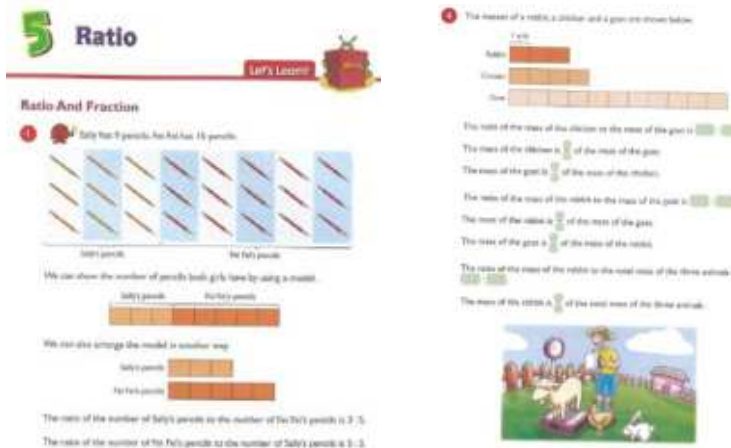 5 Ratio
Let's Learn!
Ratio And Fraction
1 Sally has 9 pencils. Fei Fei has 15 pencils.
Sally's pencils
Fei Fei's pencils
We can show the number of pencils both girls have by using a model.
Sally's pencils
Fei Fei's pencils
We can also arrange the model in another way.
Sally's pencils
Fei Fei's pencils
The ratio of the number of Sally's pencils to the number of Fei Fei's pencils is 3 : 5.
The ratio of the number of Fei Fei's pencils to the number of Sally's pencils is 5 : 3.
4 The masses of a rabbit, a chicken and a goat are shown below.
1 unit
Rabbit
Chicken
Goat
The ratio of the mass of the chicken to the mass of the goat is
The mass of the chicken is of the mass of the goat.
The mass of the goat is of the mass of the chicken.
The ratio of the mass of the rabbit to the mass of the goat is
The mass of the rabbit is of the mass of the goat.
The mass of the goat is of the mass of the rabbit.
The ratio of the mass of the rabbit to the total mass of the three animals
The mass of the rabbit is of the total mass of the three animals.